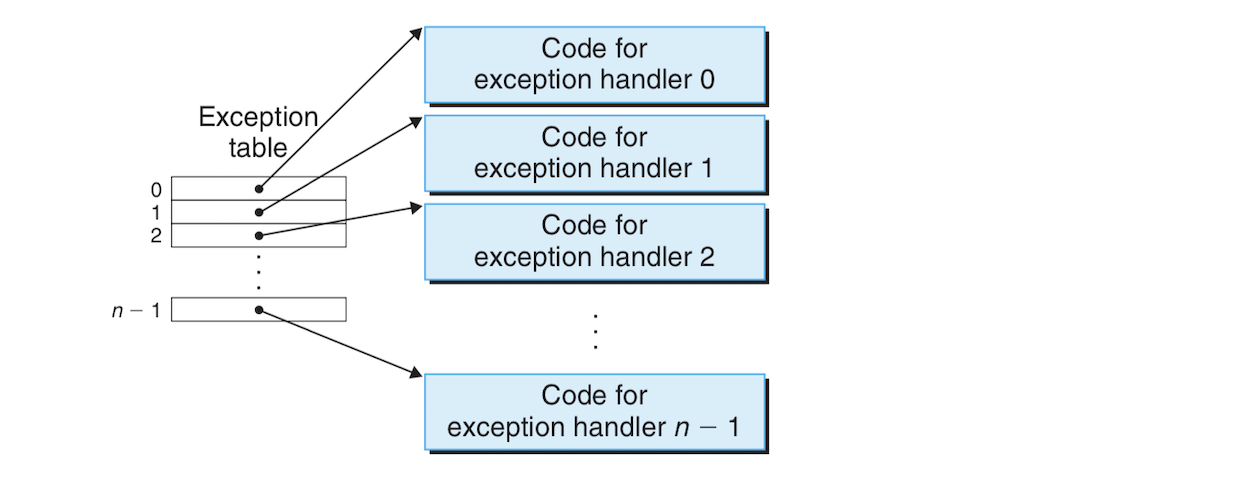 Code for
exception handler 0
Exception
table
Code for
exception handler 1
0
1
2
Code for
exception handler 2
n − 1
Code for
exception handler n − 1